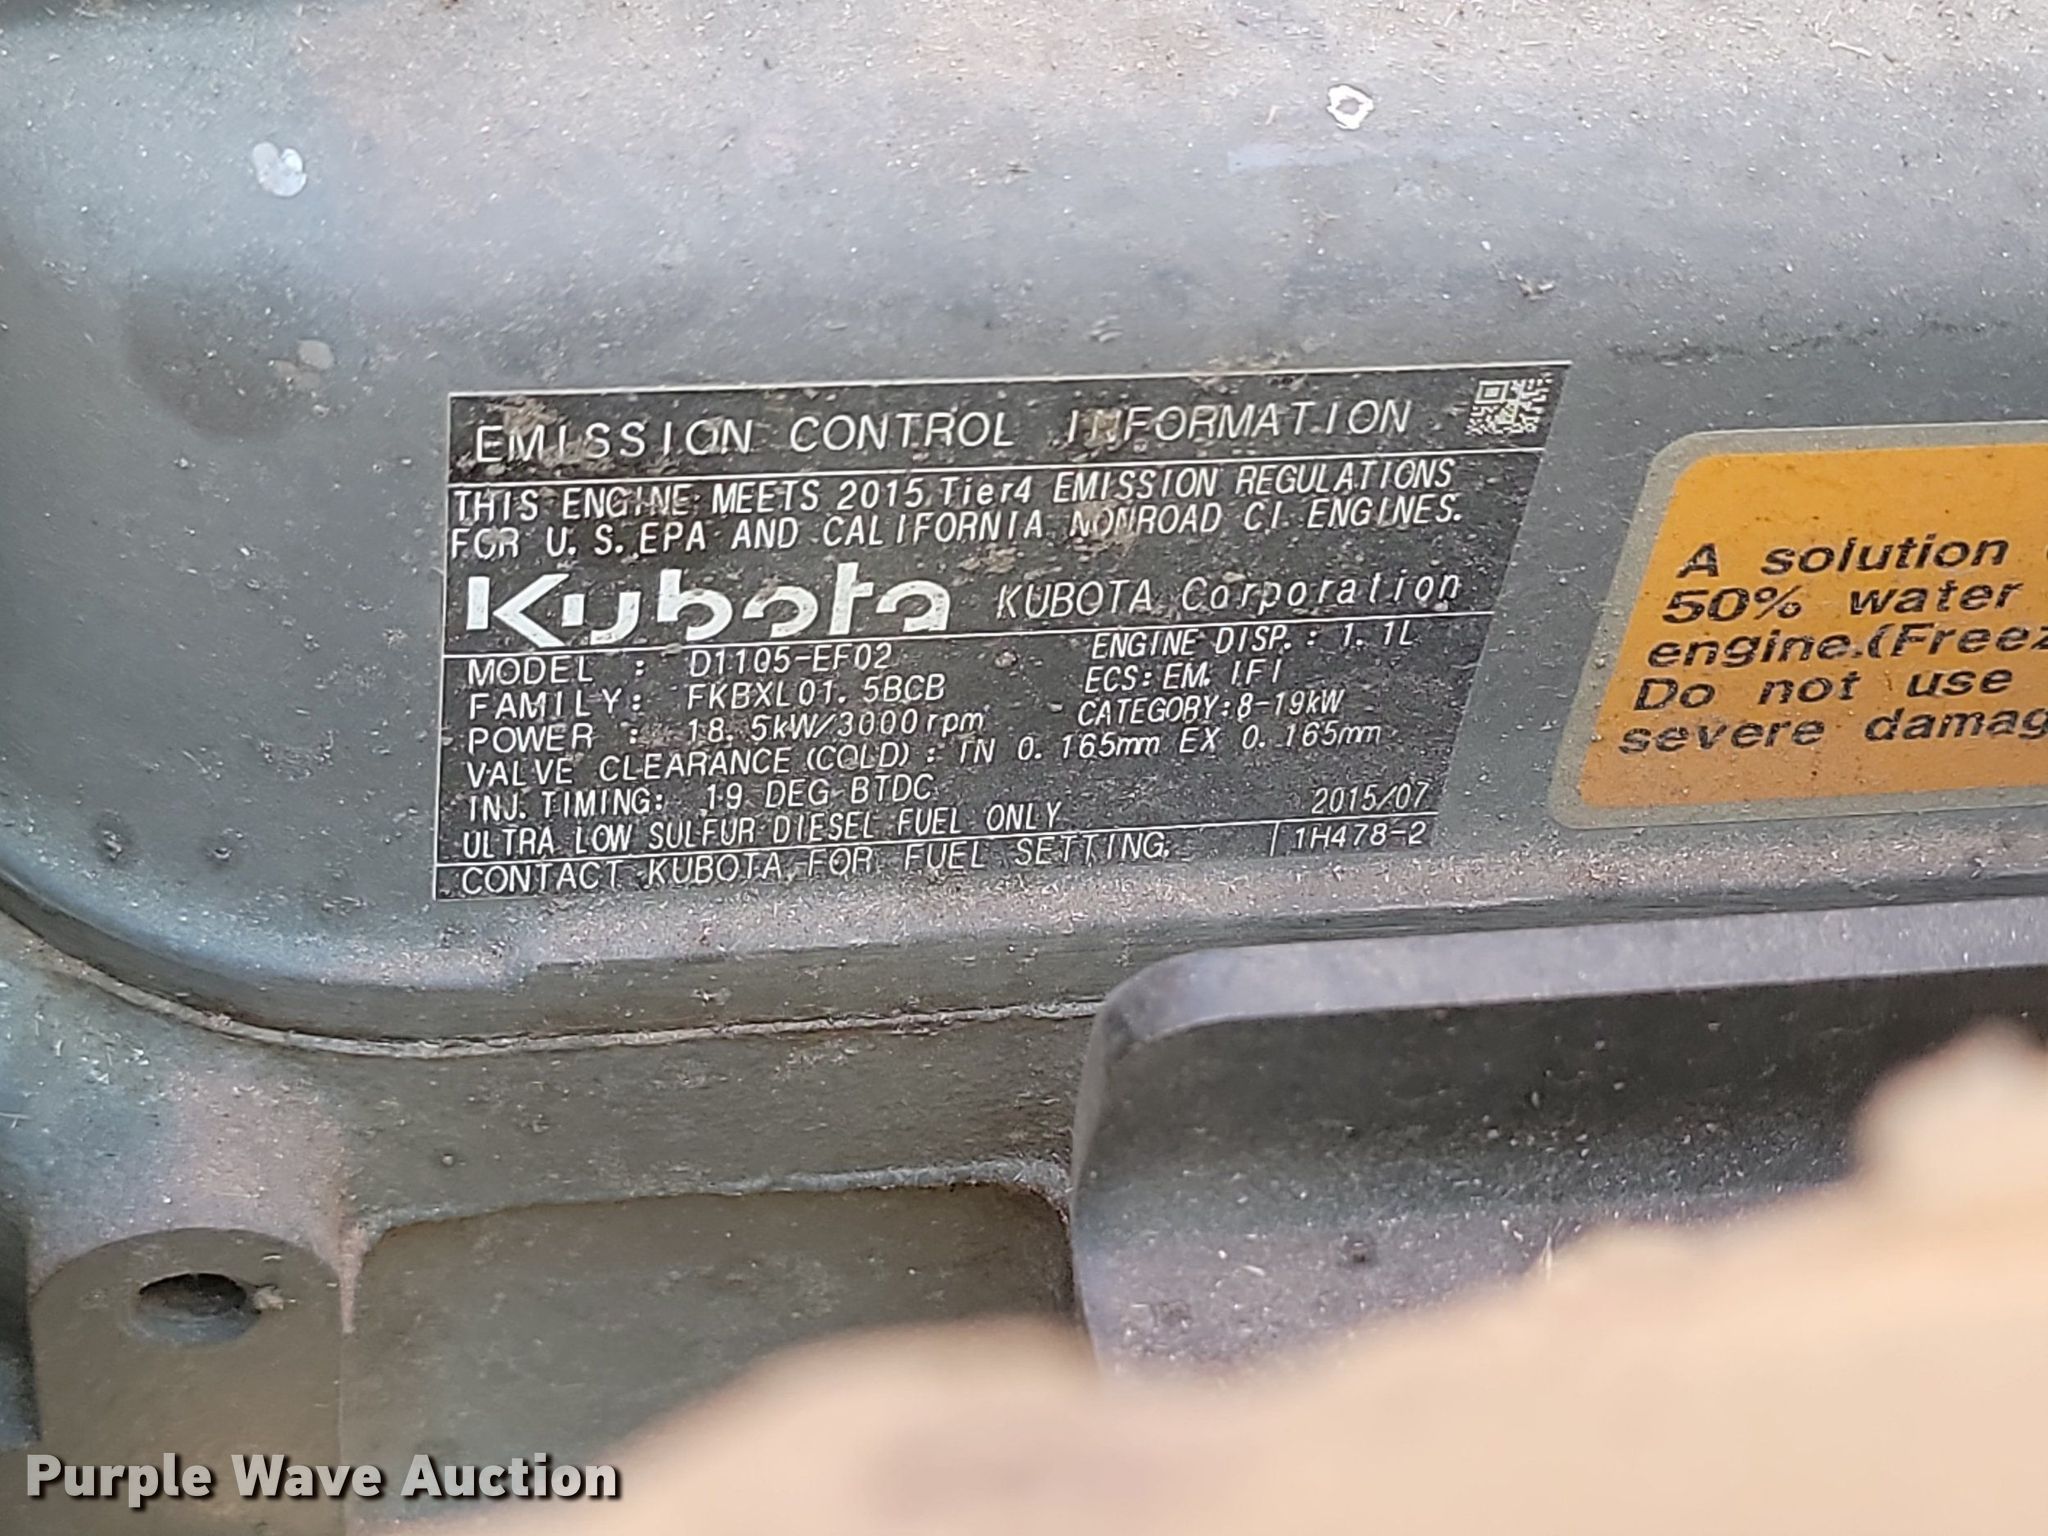 EMISSION CONTROL INFORMATION
THIS ENGINE MEETS 2015 Tier4 EMISSION REGULATIONS
FOR U.S. EPA AND CALIFORNIA NONROAD CI ENGINES.
Kubota KUBOTA Corporation
MODEL : D1105-EF02 ENGINE DISP. : 1.1L
FAMILY: FKBXL01.5BCB ECS: EM, IFI
POWER : 18.5kW/3000rpm CATEGORY:8-19kW
VALVE CLEARANCE (COLD) : IN 0.165mm EX 0.165mm
INJ. TIMING: 19 DEG BTDC
ULTRA LOW SULFUR DIESEL FUEL ONLY 2015/07
CONTACT KUBOTA FOR FUEL SETTING. 1H478-2
A solution
50% water
engine.(Freez
Do not use
severe damag
Purple Wave Auction